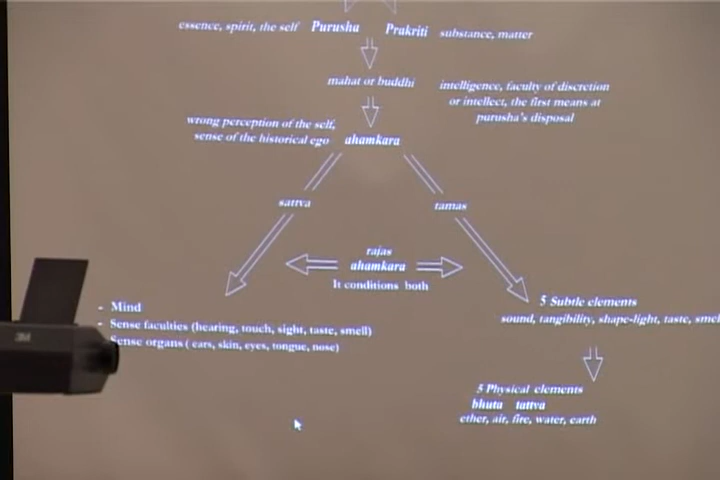 essence, spirit, the self Purusha Prakriti substance, matter
mahat or buddhi
intelligence, faculty of discretion
or intellect, the first means at
purusha's disposal
wrong perception of the self,
sense of the historical ego ahamkara
sattva tamas
rajas
ahamkara
It conditions both
- Mind
- Sense faculties (hearing, touch, sight, taste, smell)
Sense organs ( ears, skin, eyes, tongue, nose)
5 Subtle elements
sound, tangibility, shape-light, taste, smel
5 Physical elements
bhuta tattva
ether, air, fire, water, earth
3M